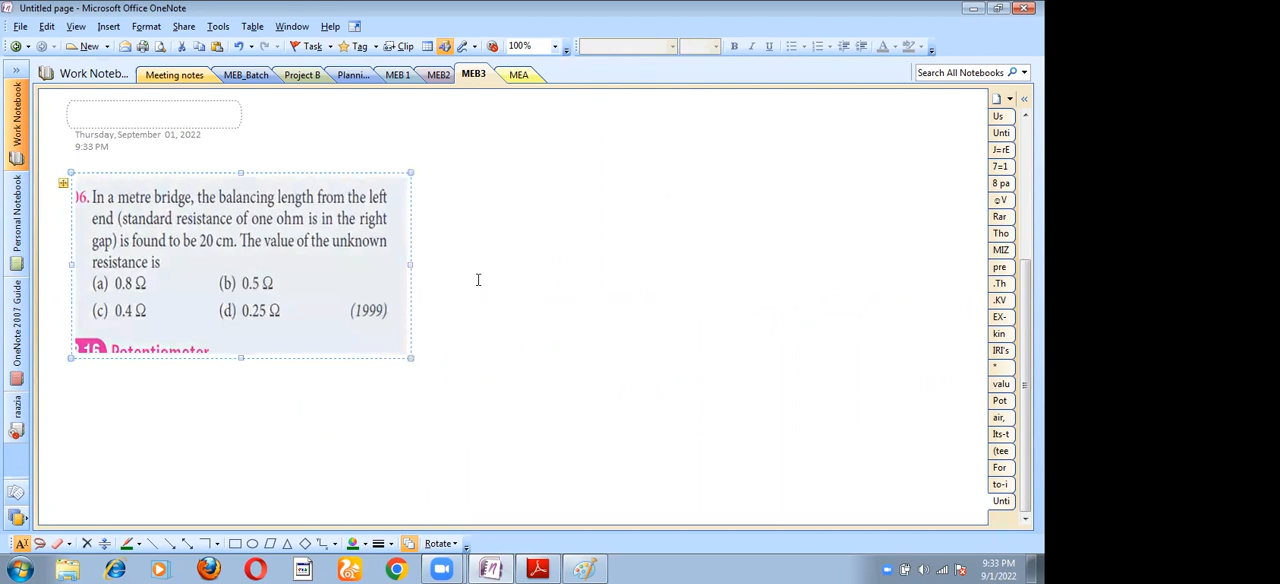 Untitled page - Microsoft Office OneNote
File Edit View Insert Format Share Tools Table Window Help
New Task Tag Clip 100% B I U A
Work Noteb... Meeting notes MEB_Batch Project B Planni... MEB 1 MEB2 MEB3 MEA Search All Notebooks
Work Notebook
Personal Notebook
OneNote 2007 Guide
raazia
Thursday, September 01, 2022
9:33 PM
06. In a metre bridge, the balancing length from the left
end (standard resistance of one ohm is in the right
gap) is found to be 20 cm. The value of the unknown
resistance is
(a) 0.8 Ω (b) 0.5 Ω
(c) 0.4 Ω (d) 0.25 Ω (1999)
Potentiometer
Us
Unti
J=rE
7=1
8 pa
☺V
Rar
Tho
MIZ
pre
.Th
.KV
EX-
kin
IRI's
*
valu
Pot
air,
Its-t
(tee
For
to-i
Unti
Rotate
9:33 PM
9/1/2022